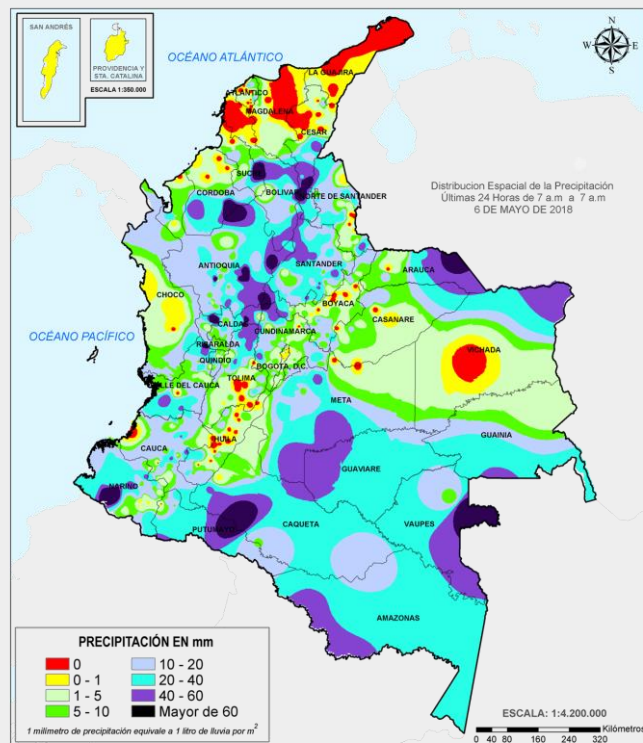 SAN ANDRÉS
PROVIDENCIA Y
STA. CATALINA
ESCALA 1:350.000
OCÉANO ATLÁNTICO
N
W
E
S
LA GUAJIRA
ATLANTICO
MAGDALENA
CESAR
SUCRE
CORDOBA
BOLIVAR
NORTE DE SANTANDER
Distribucion Espacial de la Precipitación
Últimas 24 Horas de 7 a.m a 7 a.m
6 DE MAYO DE 2018
ANTIOQUIA
SANTANDER
ARAUCA
CHOCO
BOYACA
CASANARE
OCÉANO PACÍFICO
CALDAS
CUNDINAMARCA
VICHADA
RISARALDA
QUINDIO
BOGOTA, D.C.
VALLE DEL CAUCA
TOLIMA
META
CAUCA
HUILA
GUAINIA
GUAVIARE
NARIÑO
PUTUMAYO
CAQUETA
VAUPES
AMAZONAS
PRECIPITACIÓN EN mm
0
10 - 20
0 - 1
20 - 40
1 - 5
40 - 60
5 - 10
Mayor de 60
1 milimetro de precipitación equivale a 1 litro de lluvia por m²
ESCALA: 1:4.200.000
Kilómetros
0 40 80 160 240 320